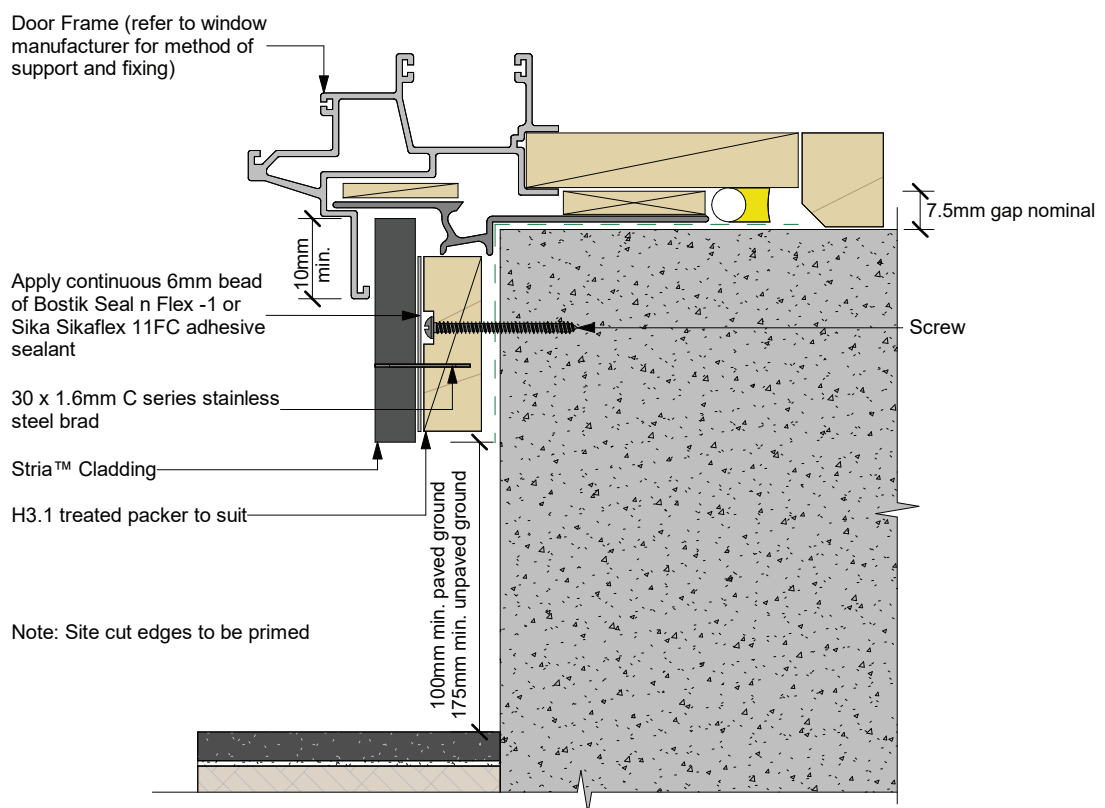 Door Frame (refer to window
manufacturer for method of
support and fixing)
7.5mm gap nominal
10mm
min.
Apply continuous 6mm bead
of Bostik Seal n Flex -1 or
Sika Sikaflex 11FC adhesive
sealant
Screw
30 x 1.6mm C series stainless
steel brad
Stria™ Cladding
H3.1 treated packer to suit
100mm min. paved ground
175mm min. unpaved ground
Note: Site cut edges to be primed